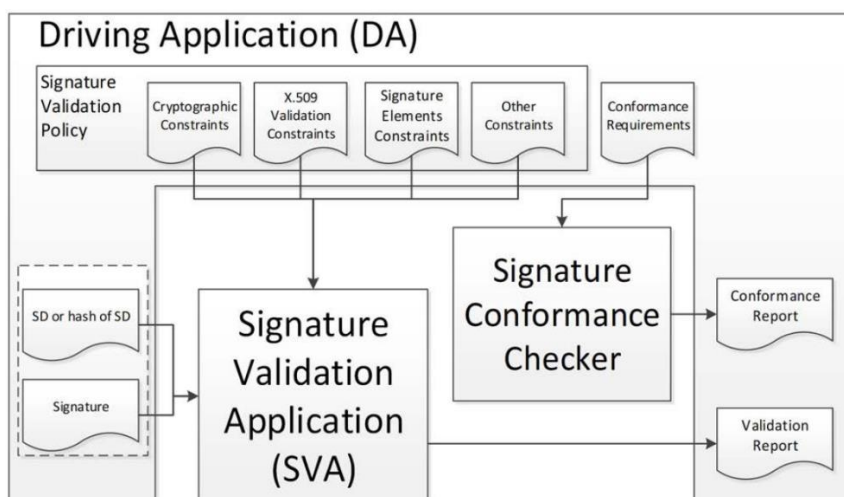 Driving Application (DA)
Signature
Validation
Policy
Cryptographic
Constraints
X.509
Validation
Constraints
Signature
Elements
Constraints
Other
Constraints
Conformance
Requirements
SD or hash of SD
Signature
Signature
Validation
Application
(SVA)
Signature
Conformance
Checker
Conformance
Report
Validation
Report